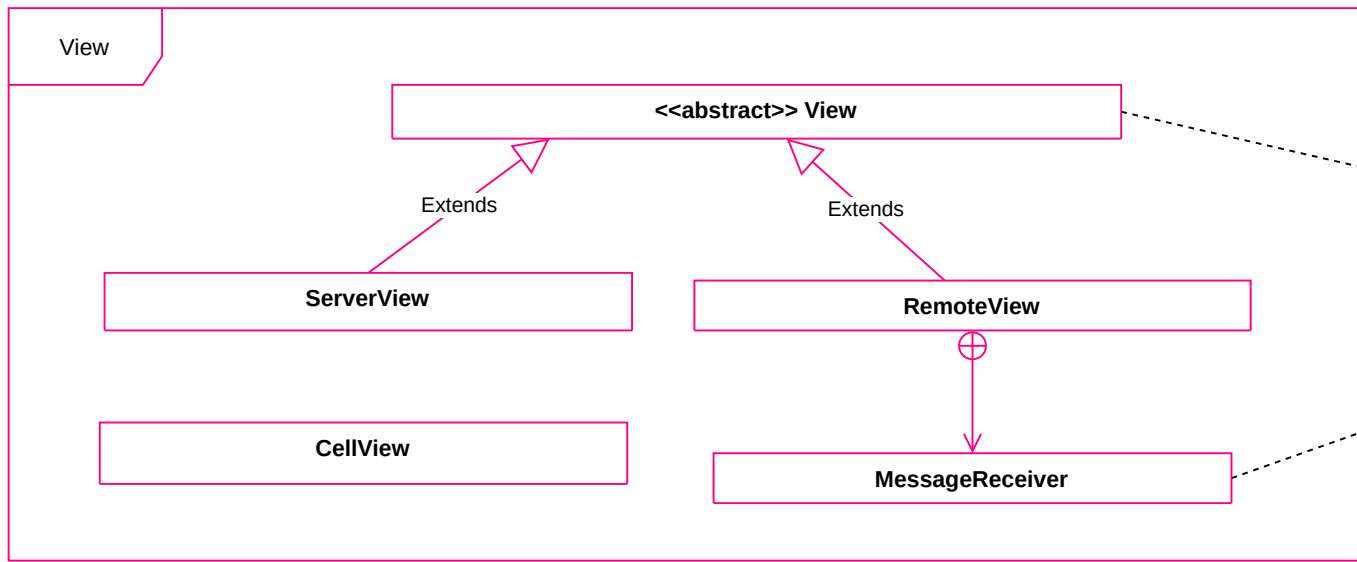 View
<<abstract>> View
Extends
Extends
ServerView
RemoteView
CellView
MessageReceiver